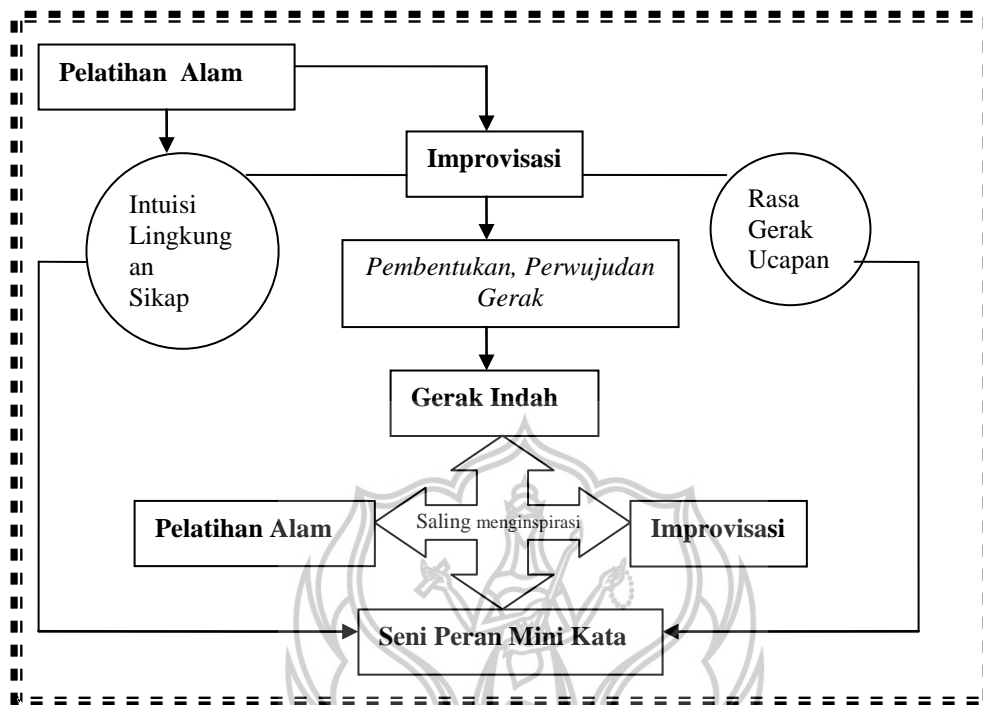 Pelatihan Alam
Improvisasi
Intuisi
Lingkung
an
Sikap
Rasa
Gerak
Ucapan
Pembentukan, Perwujudan
Gerak
Gerak Indah
Pelatihan Alam
Saling menginspirasi
Improvisasi
Seni Peran Mini Kata